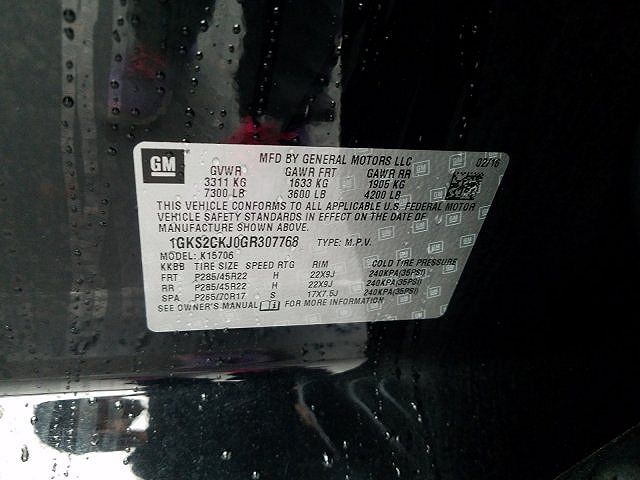 GM
MFD BY GENERAL MOTORS LLC 02/16
GVWR GAWR FRT GAWR RR
3311 KG 1633 KG 1905 KG
7300 LB 3600 LB 4200 LB
THIS VEHICLE CONFORMS TO ALL APPLICABLE U.S. FEDERAL MOTOR
VEHICLE SAFETY STANDARDS IN EFFECT ON THE DATE OF
MANUFACTURE SHOWN ABOVE.
1GKS2CKJ0GR307768 TYPE: M.P.V.
MODEL: K15706
KKBB TIRE SIZE SPEED RTG RIM COLD TIRE PRESSURE
FRT P285/45R22 H 22X9J 240KPA(35PSI)
RR P285/45R22 H 22X9J 240KPA(35PSI)
SPA P265/70R17 S 17X7.5J 240KPA(35PSI)
SEE OWNER'S MANUAL i FOR MORE INFORMATION